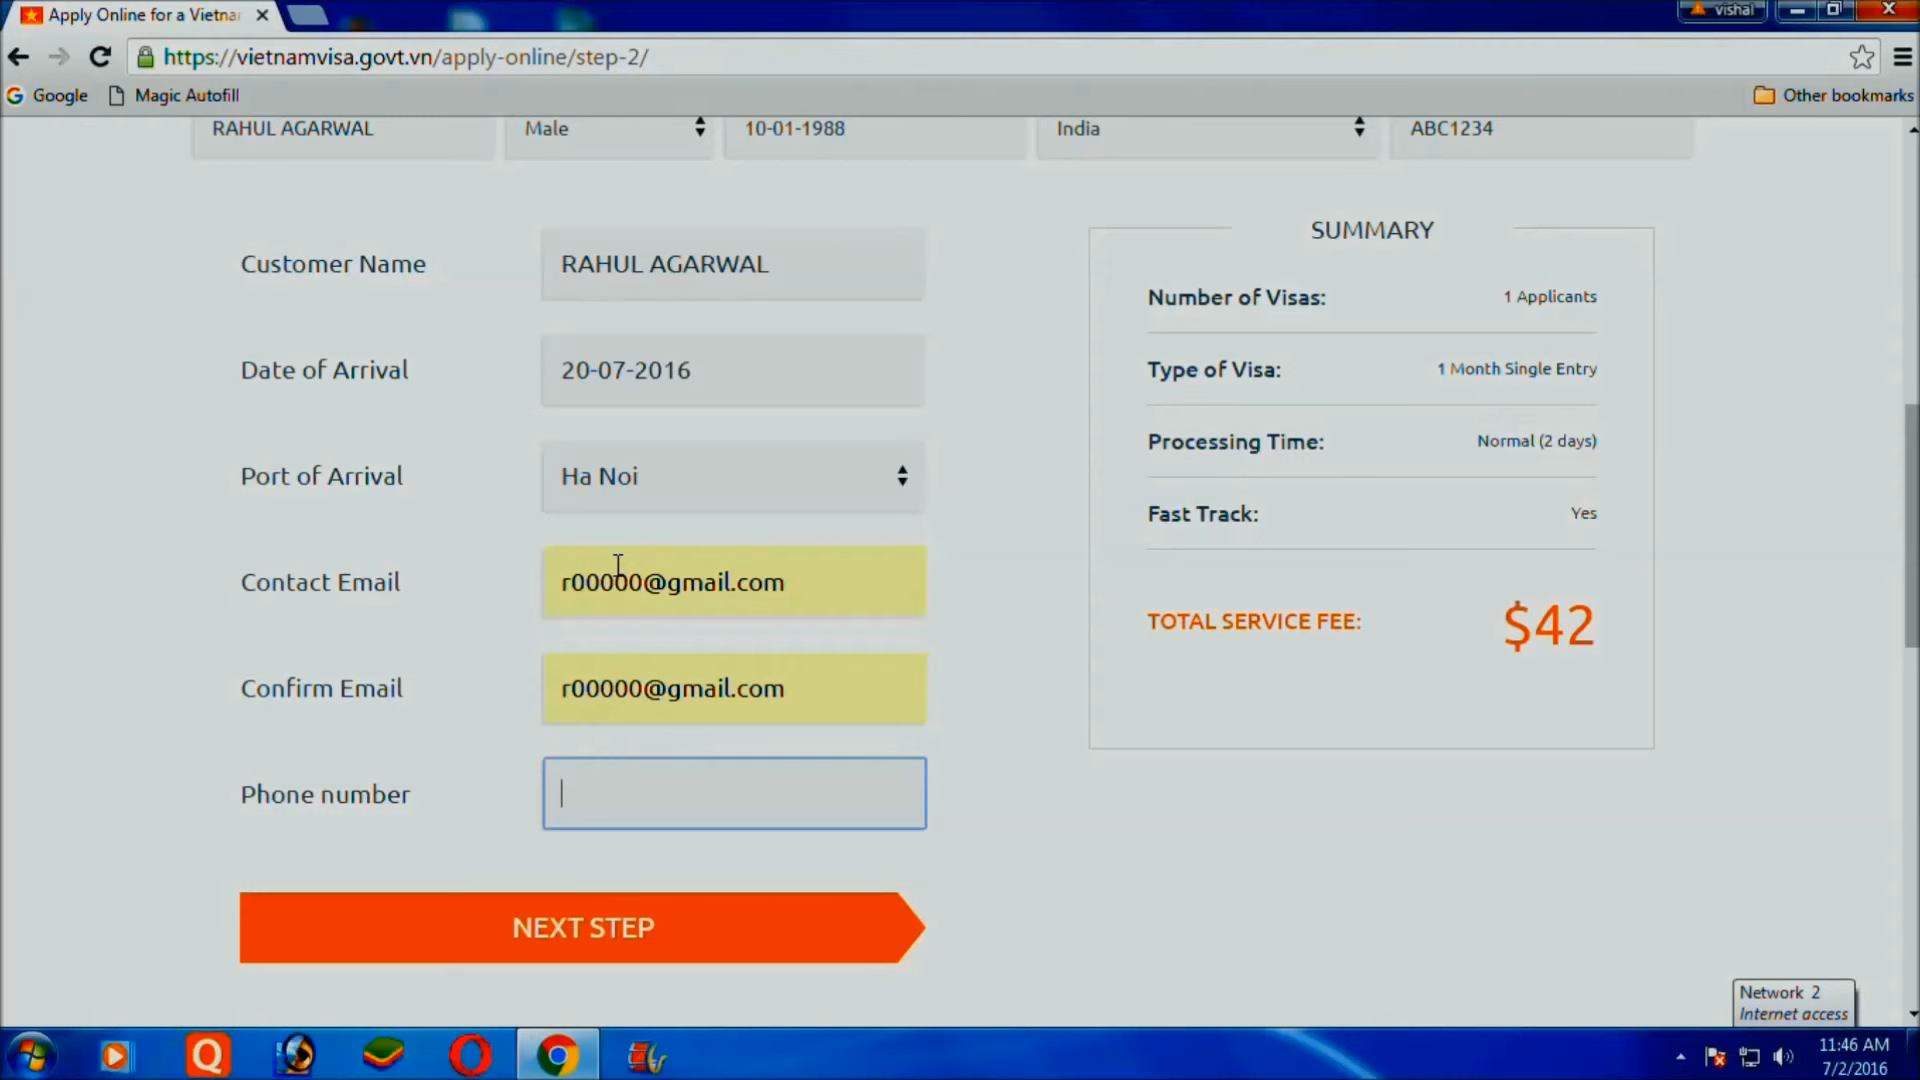 Apply Online for a Vietna
vishal
https://vietnamvisa.govt.vn/apply-online/step-2/
Google
Magic Autofill
Other bookmarks
RAHUL AGARWAL
Male
10-01-1988
India
ABC1234
Customer Name
RAHUL AGARWAL
Date of Arrival
20-07-2016
Port of Arrival
Ha Noi
Contact Email
r00000@gmail.com
Confirm Email
r00000@gmail.com
Phone number
NEXT STEP
SUMMARY
Number of Visas:
1 Applicants
Type of Visa:
1 Month Single Entry
Processing Time:
Normal (2 days)
Fast Track:
Yes
TOTAL SERVICE FEE:
$42
Network 2
Internet access
11:46 AM
7/2/2016